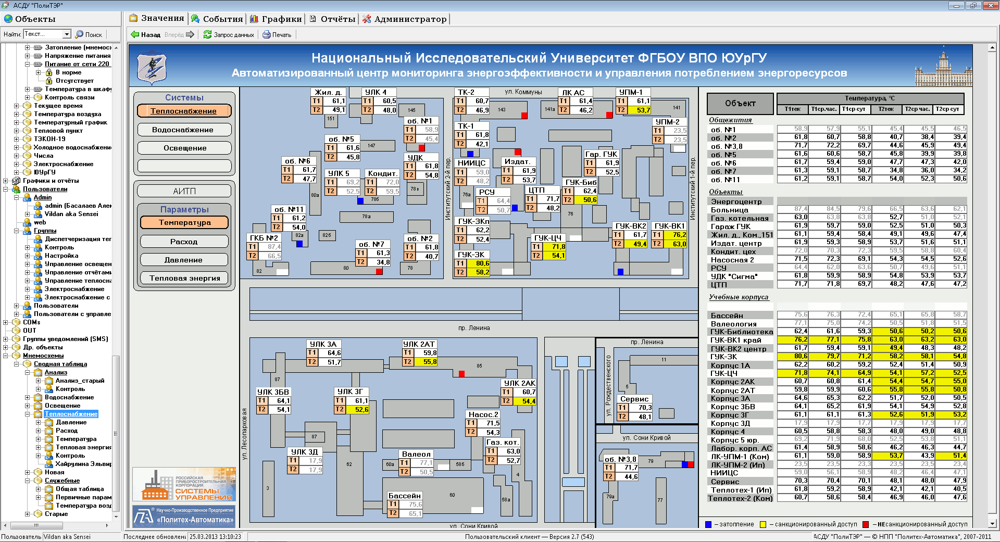 АСДУ "ПолиТЭР"
Объекты
Значения
События
Графики
Отчёты
Администратор
Найти:
Текст...
Поиск
Назад
Вперёд
Запрос данных
Печать
Затопление (мнемосх
Напряжение питания
Питание от сети 220
В норме
Отсутствует
Температура в шкафу
Контроль связи
Текущее время
Температура воздуха
Температурный график
Тепловой пункт
ТЭКОН-19
Холодное водоснабжени
Числа
Электроснабжение
ЮУрГУ
Графики и отчёты
Пользователи
Admin
admin (Басалаев Алек
Vildan aka Sensei
web
Группы
Диспетчеризация теп
Контроль
Настройка
Управление освещен
Управление отчётами
Управление теплосна
Электроснабжение
Электроснабжение с
Пользователи
Пользователи с управле
COMs
OUT
Группы уведомлений (SMS)
Др. объекты
Мнемосхемы
Сводная таблица
Анализ
Анализ_старый
Контроль
Водоснабжение
Освещение
Теплоснабжение
Давление
Расход
Температура
Тепловая энергия
Контроль
Хайрулина Эльвир
Новая
Служебные
Общая таблица
Первичные парам
Температура возд
Старые
Национальный Исследовательский Университет ФГБОУ ВПО ЮУрГУ
Автоматизированный центр мониторинга энергоэффективности и управления потреблением энергоресурсов
Системы
Теплоснабжение
Водоснабжение
Освещение
АИТП
Параметры
Температура
Расход
Давление
Тепловая энергия
РОССИЙСКАЯ
ПРИБОРОСТРОИТЕЛЬНАЯ
КОРПОРАЦИЯ
СИСТЕМЫ
УПРАВЛЕНИЯ
Научно-Производственное Предприятие
«Политех-Автоматика»
Жил. д.
T1 61,1
T2 49,1
УЛК 4
T1 60,5
T2 48,0
145
151
об. №1
T1 58,9
T2 45,4
об. №5
T1 61,6
T2 45,8
147
УДК
T1 61,8
T2 54,8
об. №6
T1 61,7
T2 47,7
УЛК 5
T1 69,2
T2 52,5
Кондит.
T1 72,0
T2 59,5
78в
80а
786
78а
об. №11
T1 61,2
T2 54,0
82а
826
ГКБ №2
T1 87,4
T2 66,5
об. №7
T1 61,3
T2 34,8
об. №2
T1 61,8
T2 40,7
82
80
78
Институтский 2-й пер.
ул. Коммуны
ТК-2
T1 60,7
T2 46,9
143
ЛК АС
T1 61,4
T2 46,2
141а
УПМ-1
T1 61,1
T2 53,7
141
ТК-1
T1 61,8
T2 42,1
УПМ-2
T1 23,5
T2 23,5
НИИЦС
T1 59,0
T2 48,2
Издат.
T1 61,9
T2 53,7
Гар. ГУК
T1 61,9
T2 52,5
76а
РСУ
T1 64,4
T2 50,7
ЦТП
T1 71,7
T2 48,2
ГУК-Биб
T1 62,4
T2 50,6
76
ГУК-ЗКп
T1 62,2
T2 52,4
ГУК-ЦЧ
T1 71,8
T2 54,1
ГУК-ВК2
T1 61,7
T2 49,4
ГУК-ВК1
T1 76,2
T2 63,0
ГУК-ЗК
T1 80,6
T2 58,2
Институтский 1-й пер.
пр. Ленина
УЛК 3А
T1 64,6
T2 51,7
УЛК 2АТ
T1 59,8
T2 55,8
85
87
УЛК 3БВ
T1 64,1
T2 54,1
УЛК 3Г
T1 61,1
T2 52,6
УЛК 2АК
T1 60,7
T2 54,4
Насос.2
T1 71,5
T2 54,3
87
УЛК 3Д
T1 17,9
T2 17,9
62
Валеол
T1 77,1
T2 50,5
60а
586
Газ. кот.
T1 63,0
T2 52,7
3
Бассейн
T1 75,6
T2 65,1
60
58а
4
ул. Лесопарковая
ул. Сони Кривой
пр. Ленина
11
ул. Рождественского
5
Сервис
T1 70,3
T2 48,1
ул. Сони Кривой
об. №3,8
T1 71,7
T2 44,6
79
79а
77
Объект
Температура, °C
T1тек T1ср.час. T1ср сут T2тек T2ср час. T2ср сут
Общежития
об. №1 58,9 57,9 55,1 45,4 45,5 46,5
об. №2 61,8 60,7 58,8 40,7 38,4 39,4
об. №3,8 71,7 72,2 69,7 44,6 45,9 49,4
об. №5 61,6 60,6 58,7 45,8 39,9 39,8
об. №6 61,7 59,4 59,0 47,7 47,3 42,0
об. №7 61,3 59,1 58,7 34,8 36,0 34,2
об. №11 61,2 59,1 58,7 54,0 52,3 50,6
Объекты
Энергоцентр
Больница 87,4 84,5 79,6 66,5 63,6 62,1
Газ. котельная 63,0 63,8 63,8 52,7 51,0 52,1
Гараж ГУК 61,9 59,7 59,0 52,5 51,0 50,3
Жил. д., Ком.,151 61,1 59,4 58,4 49,1 49,6 47,4
Издат. центр 61,9 59,3 58,9 53,7 51,6 51,1
Кондит. цех 72,0 70,3 72,3 59,5 58,8 60,4
Насосная 2 71,5 72,3 69,1 54,3 54,5 52,6
РСУ 64,4 62,0 63,6 50,7 49,6 51,1
УДК "Сигма" 61,8 59,9 58,9 54,8 53,9 53,7
ЦТП 71,7 71,8 69,7 48,2 47,6 47,2
Учебные корпуса
Бассейн 75,6 76,3 72,4 65,1 65,8 58,7
Валеология 77,1 75,0 74,2 50,5 51,8 51,5
ГУК-Библиотека 62,4 61,6 59,3 50,6 50,2 50,6
ГУК-ВК1 край 76,2 77,1 75,8 63,0 63,2 63,0
ГУК-ВК2 центр 61,7 59,4 59,1 49,4 48,3 48,2
ГУК-ЗК 80,6 79,7 71,2 58,2 58,1 54,8
Корпус 1А 62,2 60,2 59,2 52,4 51,4 50,9
ГУК-ЦЧ 71,8 74,1 64,9 54,1 57,2 52,5
Корпус 2АК 60,7 60,8 61,4 54,4 54,7 55,0
Корпус 2АТ 59,8 59,9 60,6 55,8 55,8 50,8
Корпус 3А 64,6 65,3 62,2 51,7 52,0 50,5
Корпус 3БВ 64,1 65,2 61,9 54,1 54,9 52,8
Корпус 3Г 61,1 61,1 61,3 52,6 51,9 53,2
Корпус 3Д 17,9 17,9 17,7 17,9 17,9 17,7
Корпус 4 60,5 58,8 58,3 48,0 49,0 48,8
Корпус 5 юр. 69,2 71,9 68,0 52,5 53,8 51,1
Лабор. корп. АС 61,4 58,9 58,6 46,2 46,3 44,7
ЛК-УПМ-1 (Ком) 61,1 59,0 58,9 53,7 43,9 51,4
ЛК-УПМ-2 (Ип) 23,5 23,5 23,3 23,5 23,5 23,4
НИИЦС 59,0 56,1 58,9 48,2 46,4 47,1
Сервис 70,3 70,4 70,1 48,1 48,0 47,9
Теплотех-1 (Ип) 61,8 59,2 58,9 42,1 42,1 40,5
Теплотех-2 (Ком) 60,7 58,6 58,4 46,9 46,0 47,6
– затопление
– санкционированный доступ
– НЕсанкционированный доступ
Пользователь
Vildan aka Sensei
Последнее обновлени
25.03.2013 13:10:23
Пользовательский клиент — Версия 2.7 (543)
АСДУ "ПолиТЭР" — © НПП "Политех-Автоматика", 2007-2011